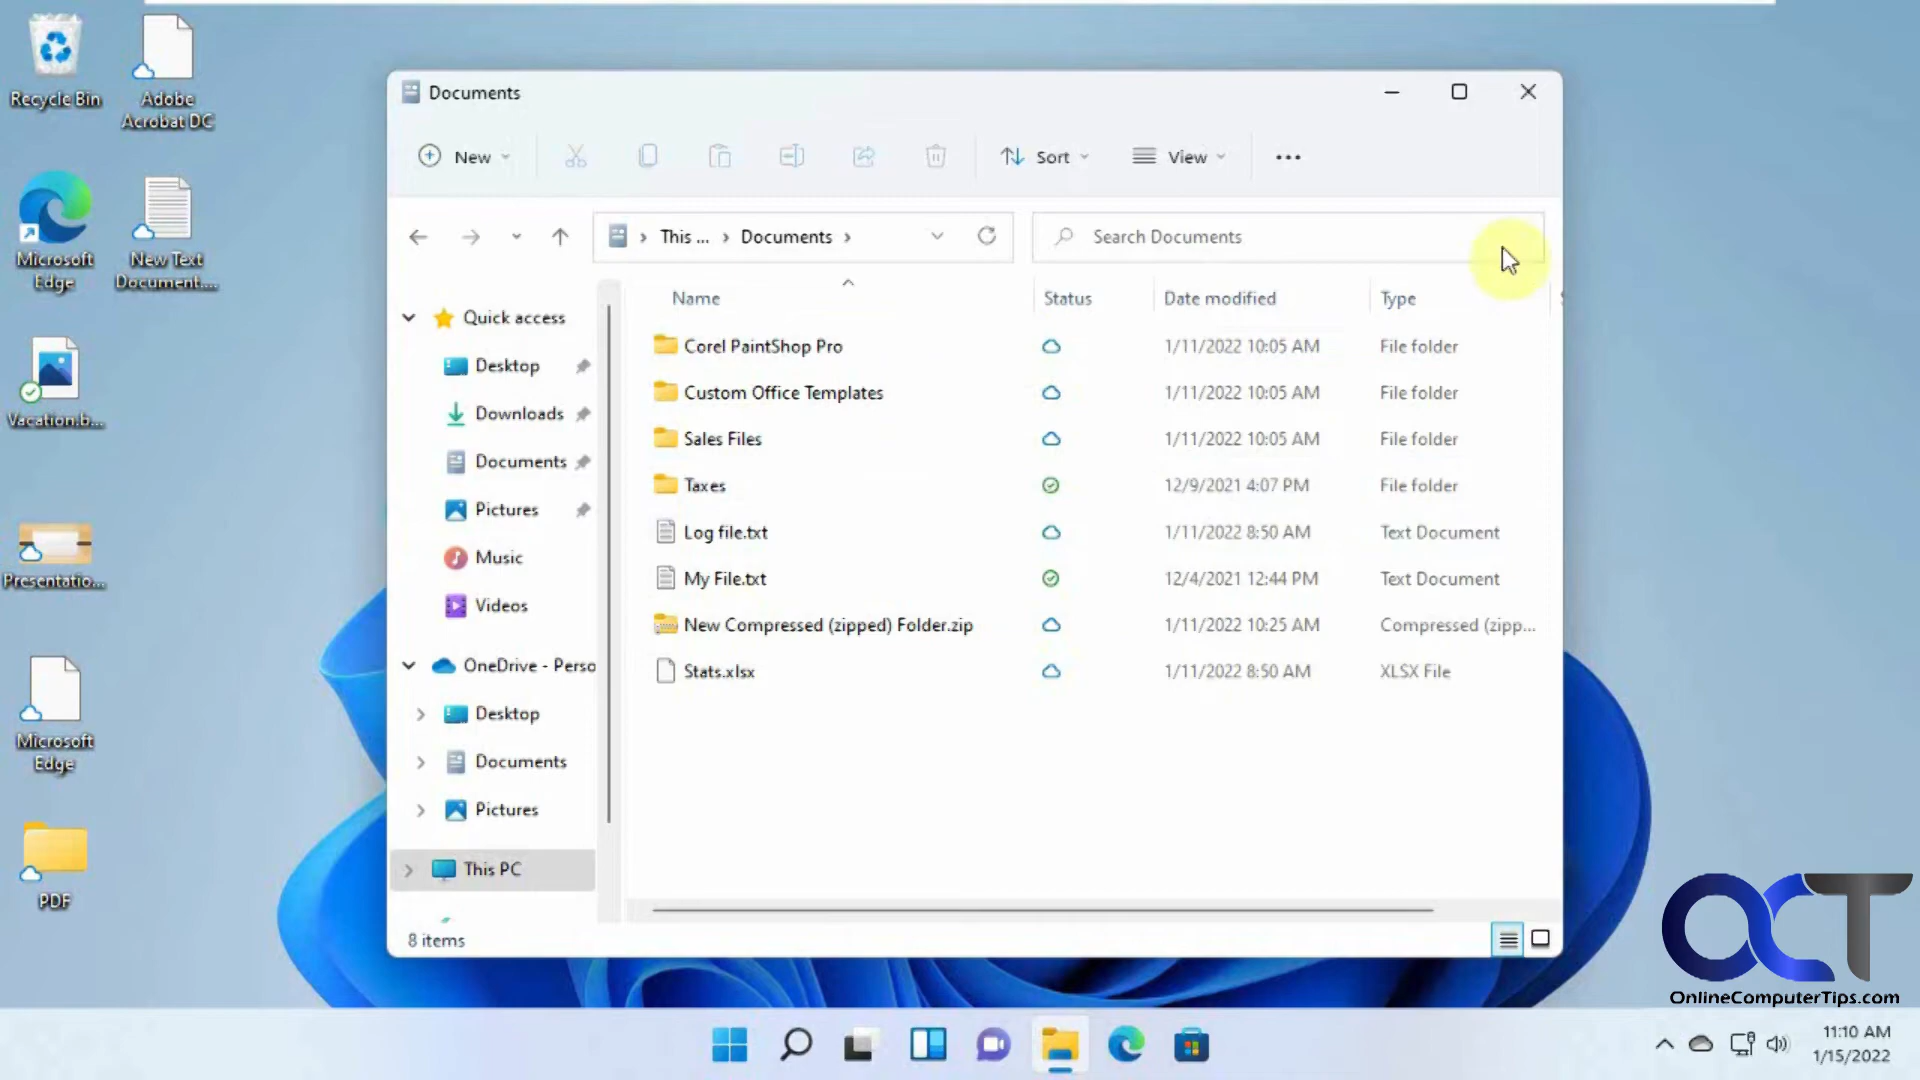 Recycle Bin
Adobe
Acrobat DC
Microsoft
Edge
New Text
Document....
Vacation.b...
Presentatio...
Microsoft
Edge
PDF
Documents
New
Sort
View
This ...
Documents
Search Documents
Quick access
Desktop
Downloads
Documents
Pictures
Music
Videos
OneDrive - Perso
Desktop
Documents
Pictures
This PC
Name Status Date modified Type
Corel PaintShop Pro 1/11/2022 10:05 AM File folder
Custom Office Templates 1/11/2022 10:05 AM File folder
Sales Files 1/11/2022 10:05 AM File folder
Taxes 12/9/2021 4:07 PM File folder
Log file.txt 1/11/2022 8:50 AM Text Document
My File.txt 12/4/2021 12:44 PM Text Document
New Compressed (zipped) Folder.zip 1/11/2022 10:25 AM Compressed (zipp...
Stats.xlsx 1/11/2022 8:50 AM XLSX File
8 items
OCT
OnlineComputerTips.com
11:10 AM
1/15/2022